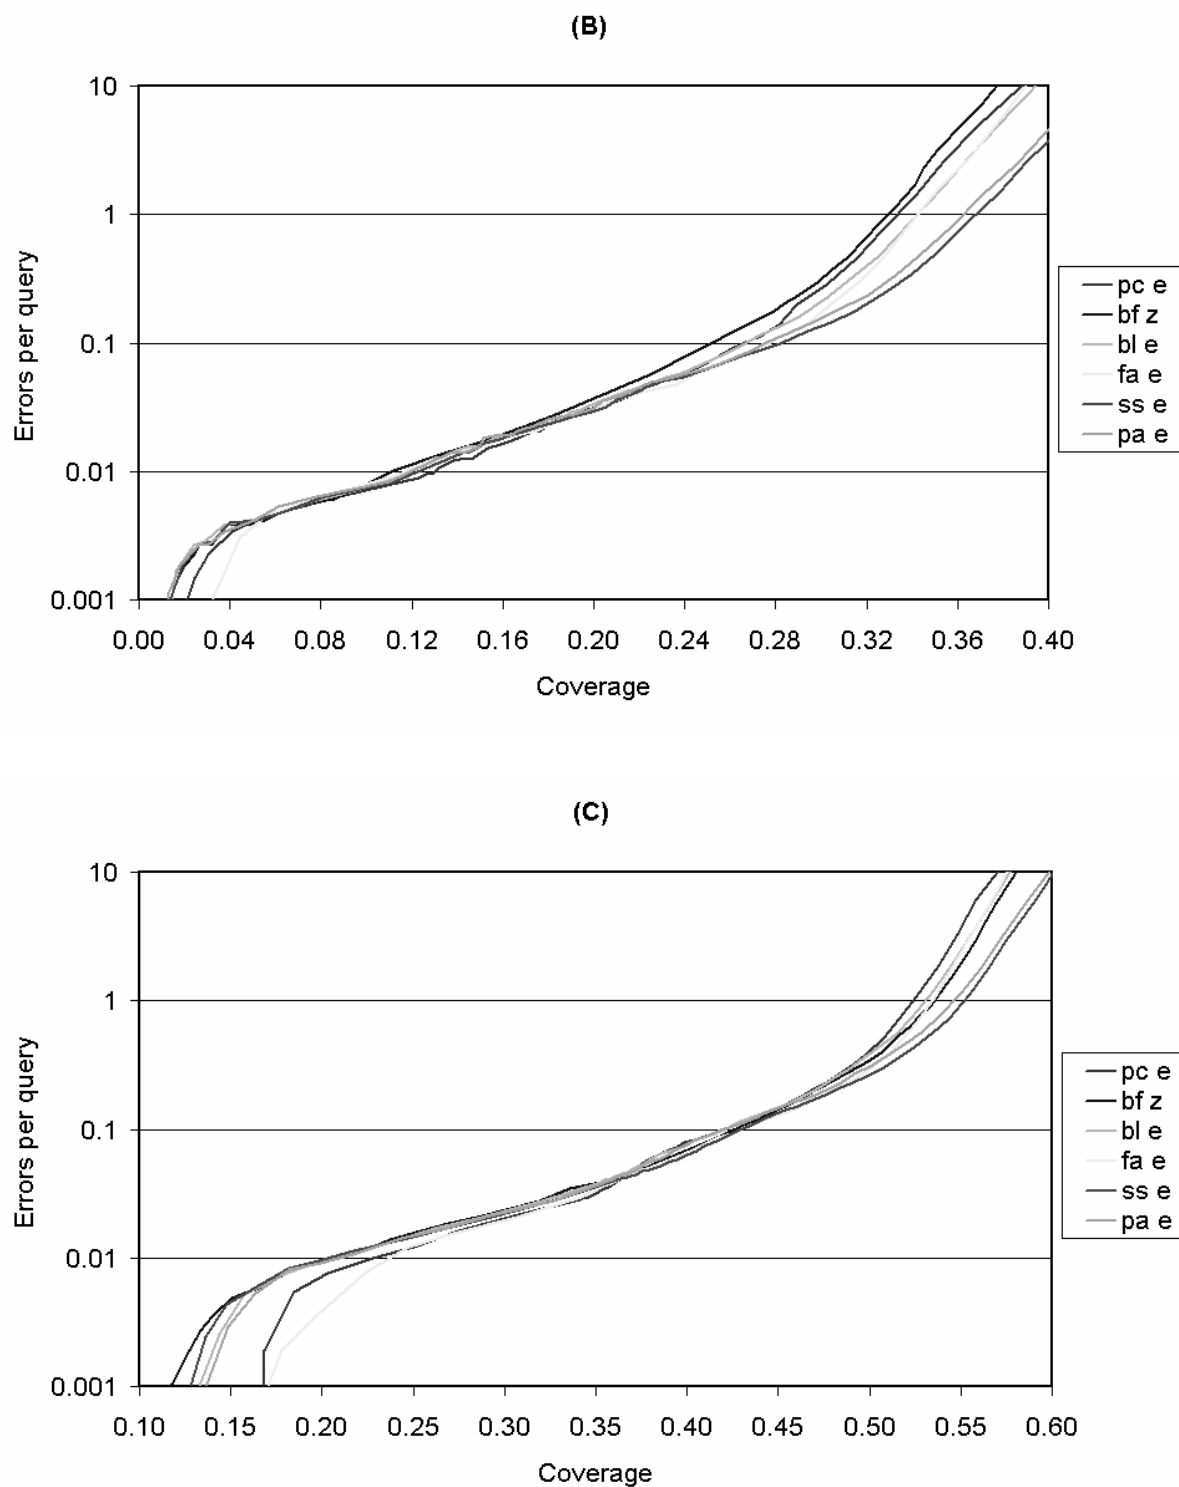 (B)
10
1
0.1
0.01
0.001
Errors per query
0.00 0.04 0.08 0.12 0.16 0.20 0.24 0.28 0.32 0.36 0.40
Coverage
pc e
bf z
bl e
fa e
ss e
pa e
(C)
10
1
0.1
0.01
0.001
Errors per query
0.10 0.15 0.20 0.25 0.30 0.35 0.40 0.45 0.50 0.55 0.60
Coverage
pc e
bf z
bl e
fa e
ss e
pa e